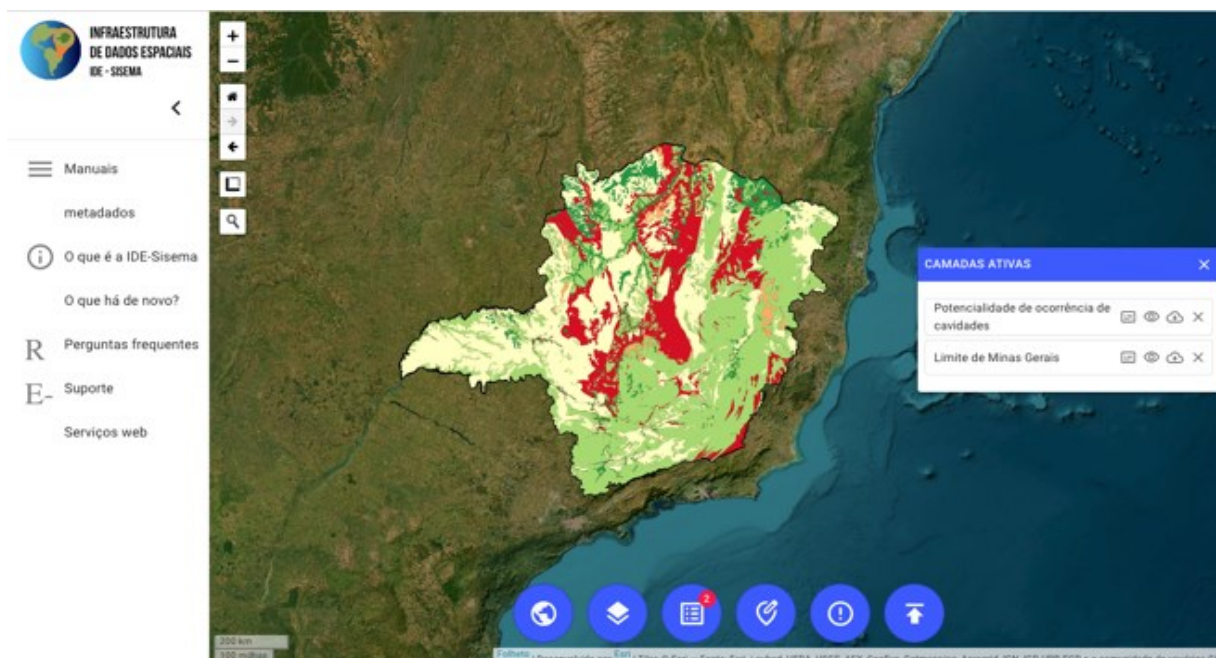 INFRAESTRUTURA
DE DADOS ESPACIAIS
IDE - SISEMA
Manuais
metadados
O que é a IDE-Sisema
O que há de novo?
R
Perguntas frequentes
E-
Suporte
Serviços web
CAMADAS ATIVAS
Potencialidade de ocorrência de
cavidades
Limite de Minas Gerais
2
200 km
100 milhas
Folheto